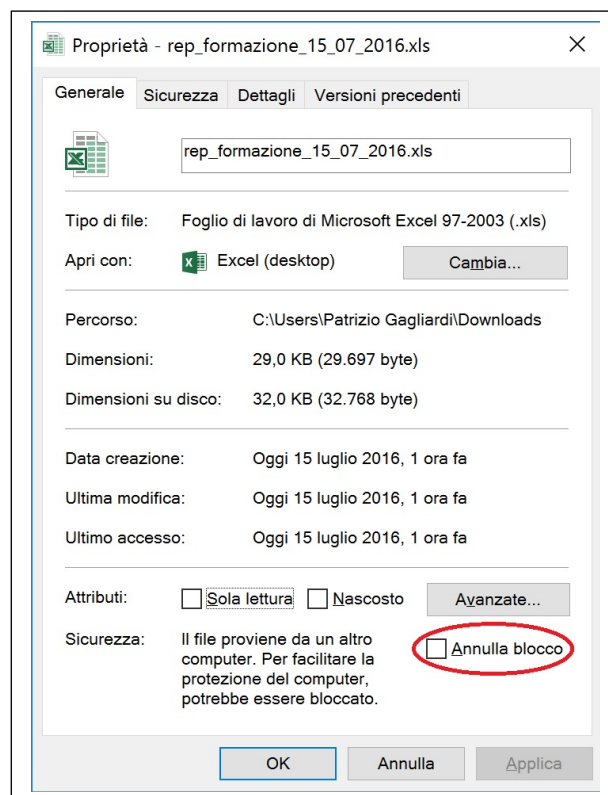 Proprietà - rep_formazione_15_07_2016.xls
Generale Sicurezza Dettagli Versioni precedenti
rep_formazione_15_07_2016.xls
Tipo di file: Foglio di lavoro di Microsoft Excel 97-2003 (.xls)
Apri con: Excel (desktop) Cambia...
Percorso: C:\Users\Patrizio Gagliardi\Downloads
Dimensioni: 29,0 KB (29.697 byte)
Dimensioni su disco: 32,0 KB (32.768 byte)
Data creazione: Oggi 15 luglio 2016, 1 ora fa
Ultima modifica: Oggi 15 luglio 2016, 1 ora fa
Ultimo accesso: Oggi 15 luglio 2016, 1 ora fa
Attributi: Sola lettura Nascosto Avanzate...
Sicurezza: Il file proviene da un altro
computer. Per facilitare la
protezione del computer,
potrebbe essere bloccato.
Annulla blocco
OK Annulla Applica